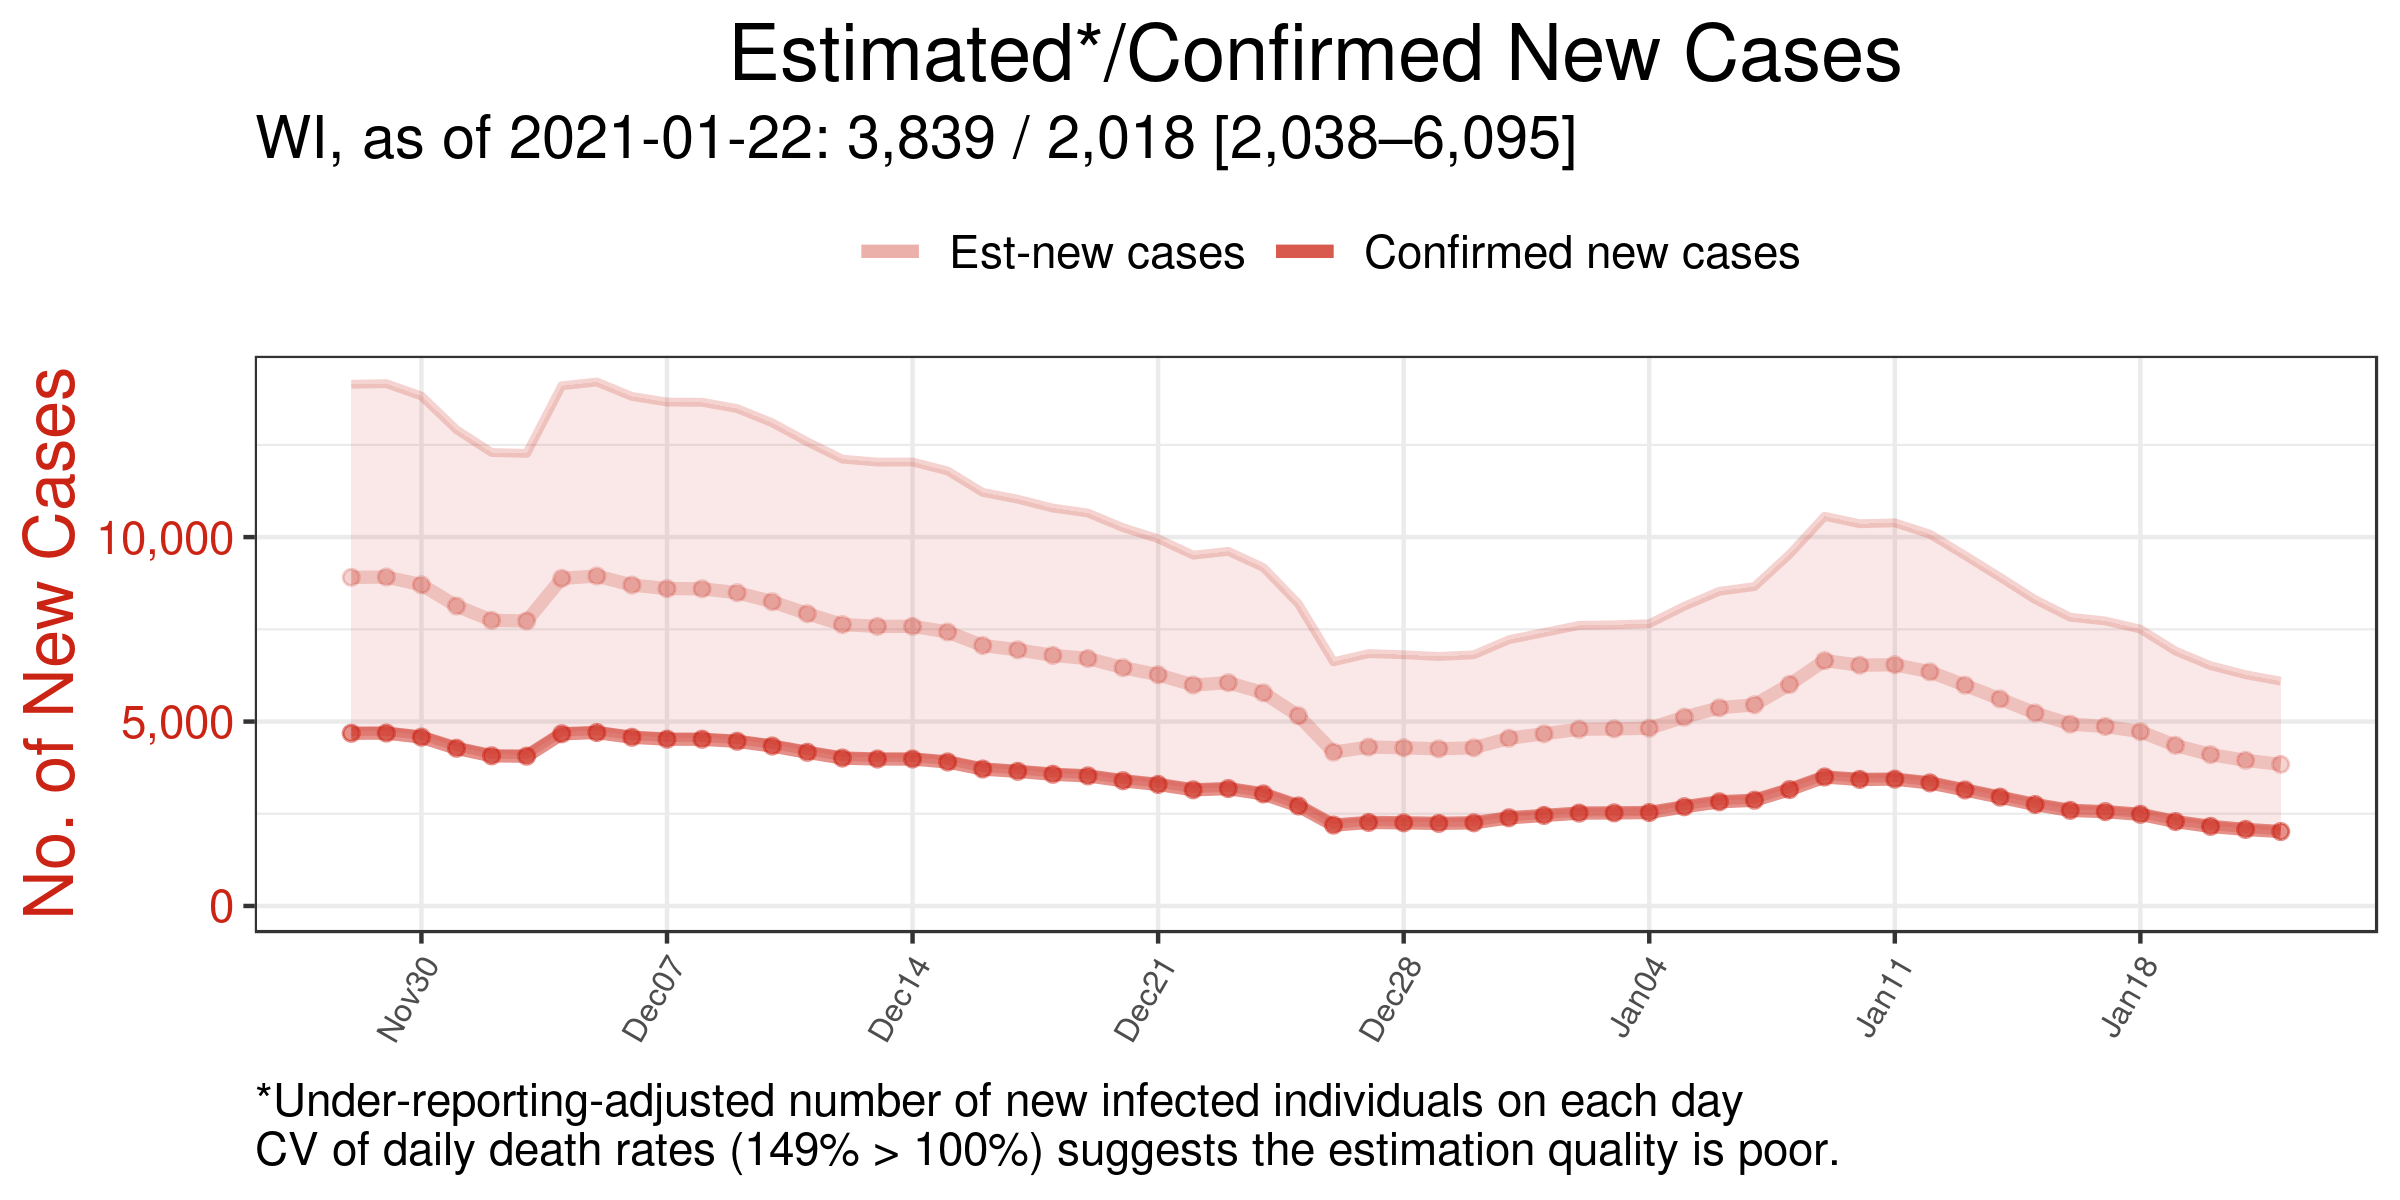 Estimated*/Confirmed New Cases
WI, as of 2021-01-22: 3,839 / 2,018 [2,038–6,095]
Est-new cases
Confirmed new cases
No. of New Cases
10,000
5,000
0
Nov30
Dec07
Dec14
Dec21
Dec28
Jan04
Jan11
Jan18
*Under-reporting-adjusted number of new infected individuals on each day
CV of daily death rates (149% > 100%) suggests the estimation quality is poor.